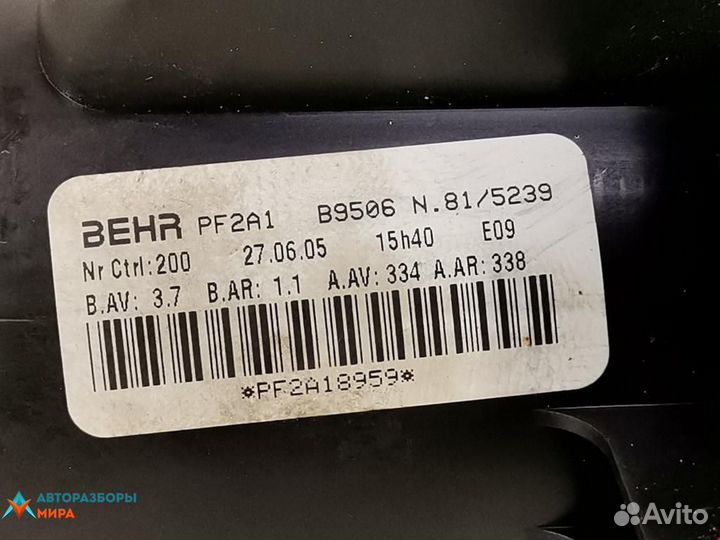 BEHR PF2A1 B9506 N.81/5239
Nr Ctrl:200 27.06.05 15h40 E09
B.AV: 3.7 B.AR: 1.1 A.AV: 334 A.AR: 338
*PF2A18959*
АВТОРАЗБОРЫ
МИРА
Avito